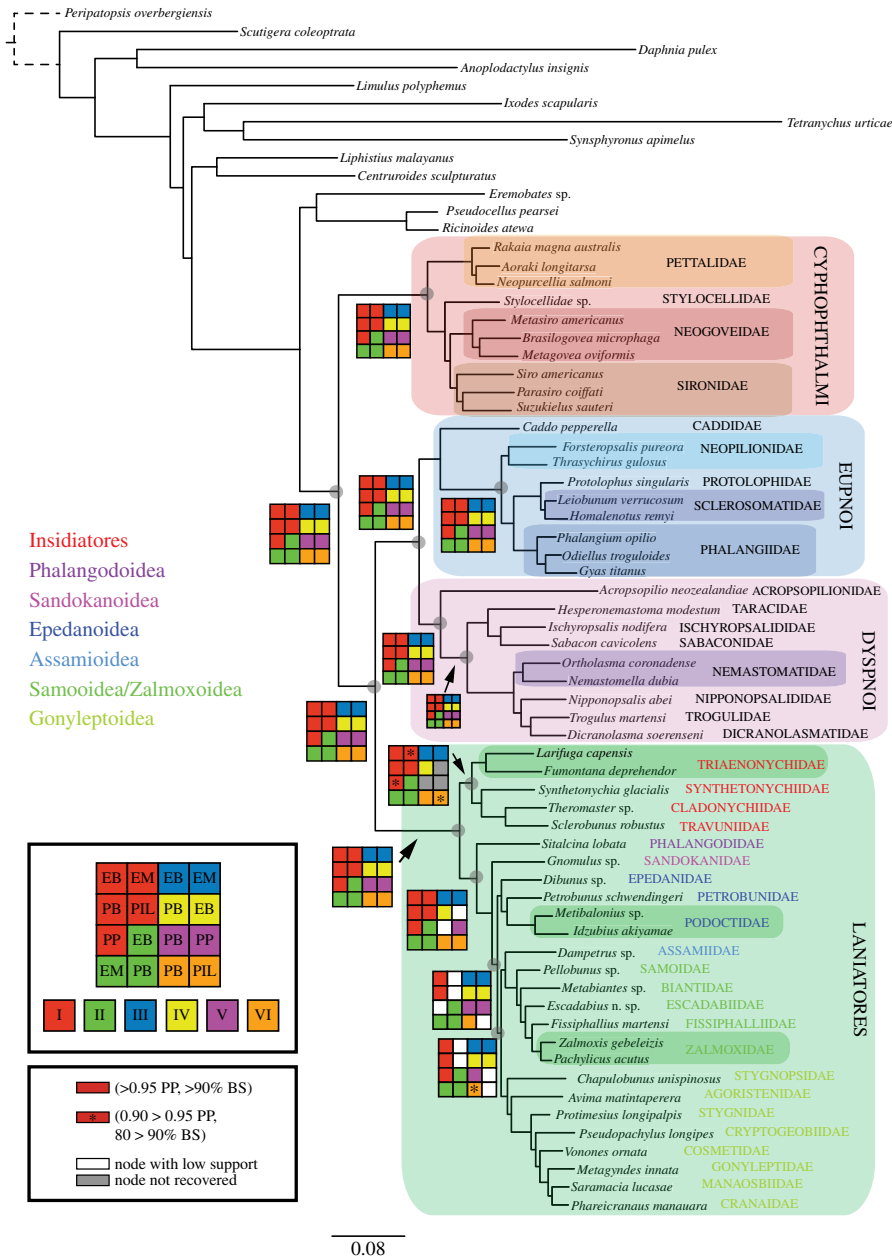 Peripatopsis overbergiensis
Scutigera coleoptrata
Daphnia pulex
Anoplodactylus insignis
Limulus polyphemus
Ixodes scapularis
Tetranychus urticae
Synsphyronus apimelus
Liphistius malayanus
Centruroides sculpturatus
Eremobates sp.
Pseudocellus pearsei
Ricinoides atewa
Rakaia magna australis
Aoraki longitarsa PETTALIDAE
Neopurcellia salmoni
Stylocellidae sp. STYLOCELLIDAE
Metasiro americanus
Brasilogovea microphaga NEOGOVEIDAE
Metagovea oviformis
Siro americanus
Parasiro coiffati SIRONIDAE
Suzukielus sauteri
CYPHOPHTHALMI
Caddo pepperella CADDIDAE
Forsteropsalis pureora NEOPILIONIDAE
Thrasychirus gulosus
Protolophus singularis PROTOLOPHIDAE
Leiobunum verrucosum SCLEROSOMATIDAE
Homalenotus remyi
Phalangium opilio
Odiellus troguloides PHALANGIIDAE
Gyas titanus
EUPNOI
Acropsopilio neozealandiae ACROPSOPILIONIDAE
Hesperonemastoma modestum TARACIDAE
Ischyropsalis nodifera ISCHYROPSALIDIDAE
Sabacon cavicolens SABACONIDAE
Ortholasma coronadense NEMASTOMATIDAE
Nemastomella dubia
Nipponopsalis abei NIPPONOPSALIDIDAE
Trogulus martensi TROGULIDAE
Dicranolasma soerenseni DICRANOLASMATIDAE
DYSPNOI
Larifuga capensis TRIAENONYCHIDAE
Fumontana deprehendor
Synthetonychia glacialis SYNTHETONYCHIIDAE
Theromaster sp. CLADONYCHIIDAE
Sclerobunus robustus TRAVUNIIDAE
Sitalcina lobata PHALANGODIDAE
Gnomulus sp. SANDOKANIDAE
Dibunus sp. EPEDANIDAE
Petrobunus schwendingeri PETROBUNIDAE
Metibalonius sp. PODOCTIDAE
Idzubius akiyamae
Dampetrus sp. ASSAMIIDAE
Pellobunus sp. SAMOIDAE
Metabiantes sp. BIANTIDAE
Escadabius n. sp. ESCADABIIDAE
Fissiphallius martensi FISSIPHALLIIDAE
Zalmoxis gebeleizis ZALMOXIDAE
Pachylicus acutus
Chapulobunus unispinosus STYGNOPSIDAE
Avima matintaperera AGORISTENIDAE
Protimesius longipalpis STYGNIDAE
Pseudopachylus longipes CRYPTOGEOBIIDAE
Vonones ornata COSMETIDAE
Metagyndes innata GONYLEPTIDAE
Saramacia lucasae MANAOSBIIDAE
Phareicranaus manauara CRANAIDAE
LANIATORES
Insidiatores
Phalangodoidea
Sandokanoidea
Epedanoidea
Assamioidea
Samooidea/Zalmoxoidea
Gonyleptoidea
* 
*
*
*
EB EM EB EM
PB PIL PB EB
PP EB PB PP
EM PB PB PIL
I II III IV V VI
(>0.95 PP, >90% BS)
* (0.90 > 0.95 PP,
80 > 90% BS)
node with low support
node not recovered
0.08